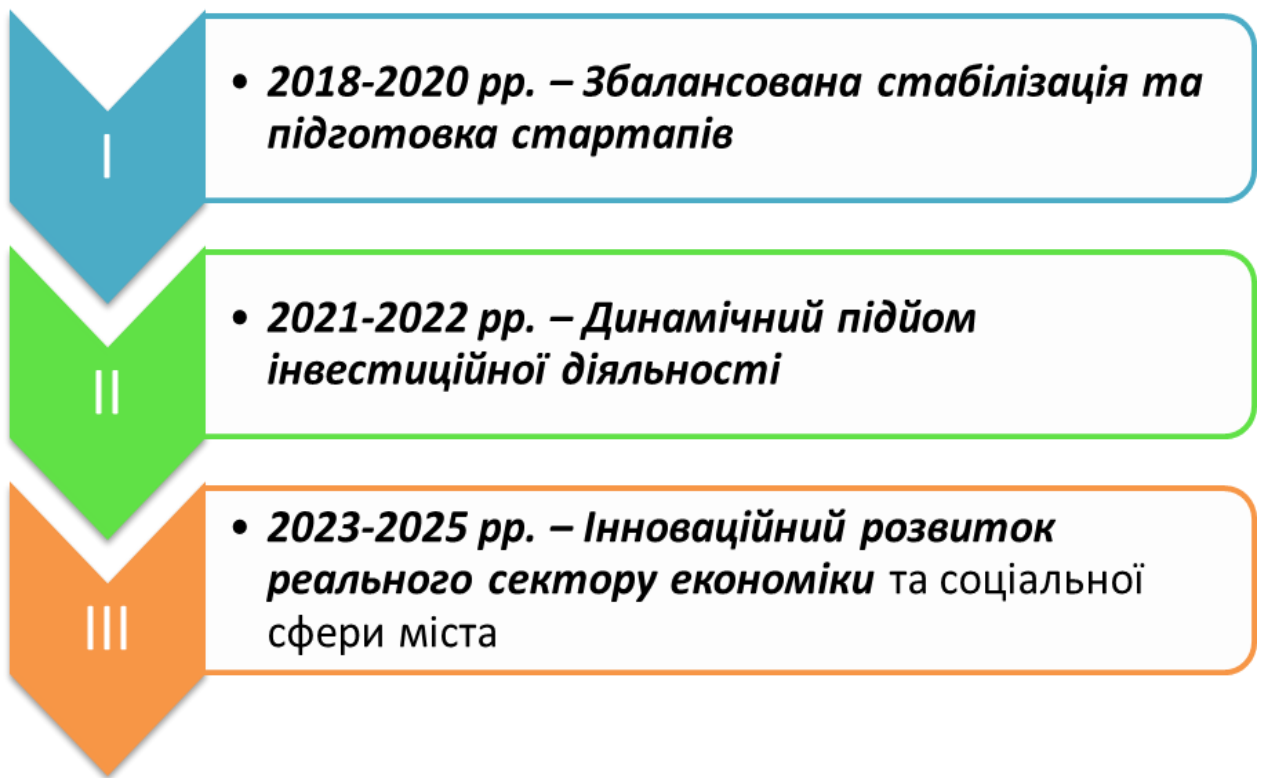 I
• 2018-2020 рр. – Збалансована стабілізація та
підготовка стартапів
II
• 2021-2022 рр. – Динамічний підйом
інвестиційної діяльності
III
• 2023-2025 рр. – Інноваційний розвиток
реального сектору економіки та соціальної
сфери міста